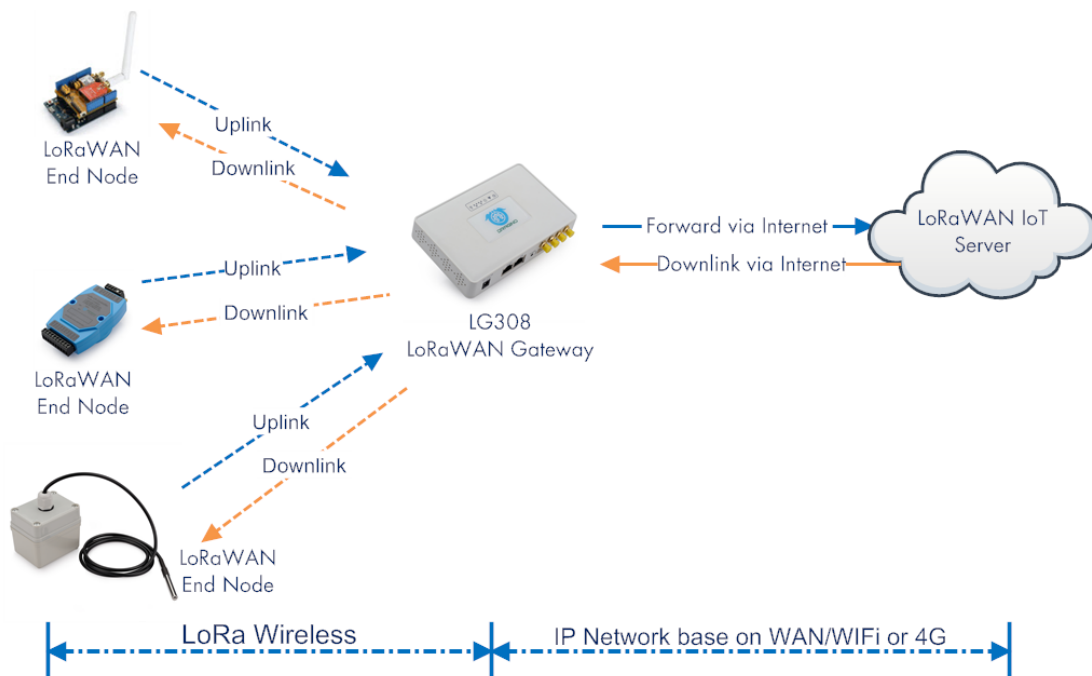 Uplink
Downlink
LoRaWAN
End Node
Uplink
Downlink
LoRaWAN
End Node
Uplink
Downlink
LoRaWAN
End Node
LG308
LoRaWAN Gateway
Forward via Internet
Downlink via Internet
LoRaWAN IoT
Server
LoRa Wireless
IP Network base on WAN/WIFi or 4G